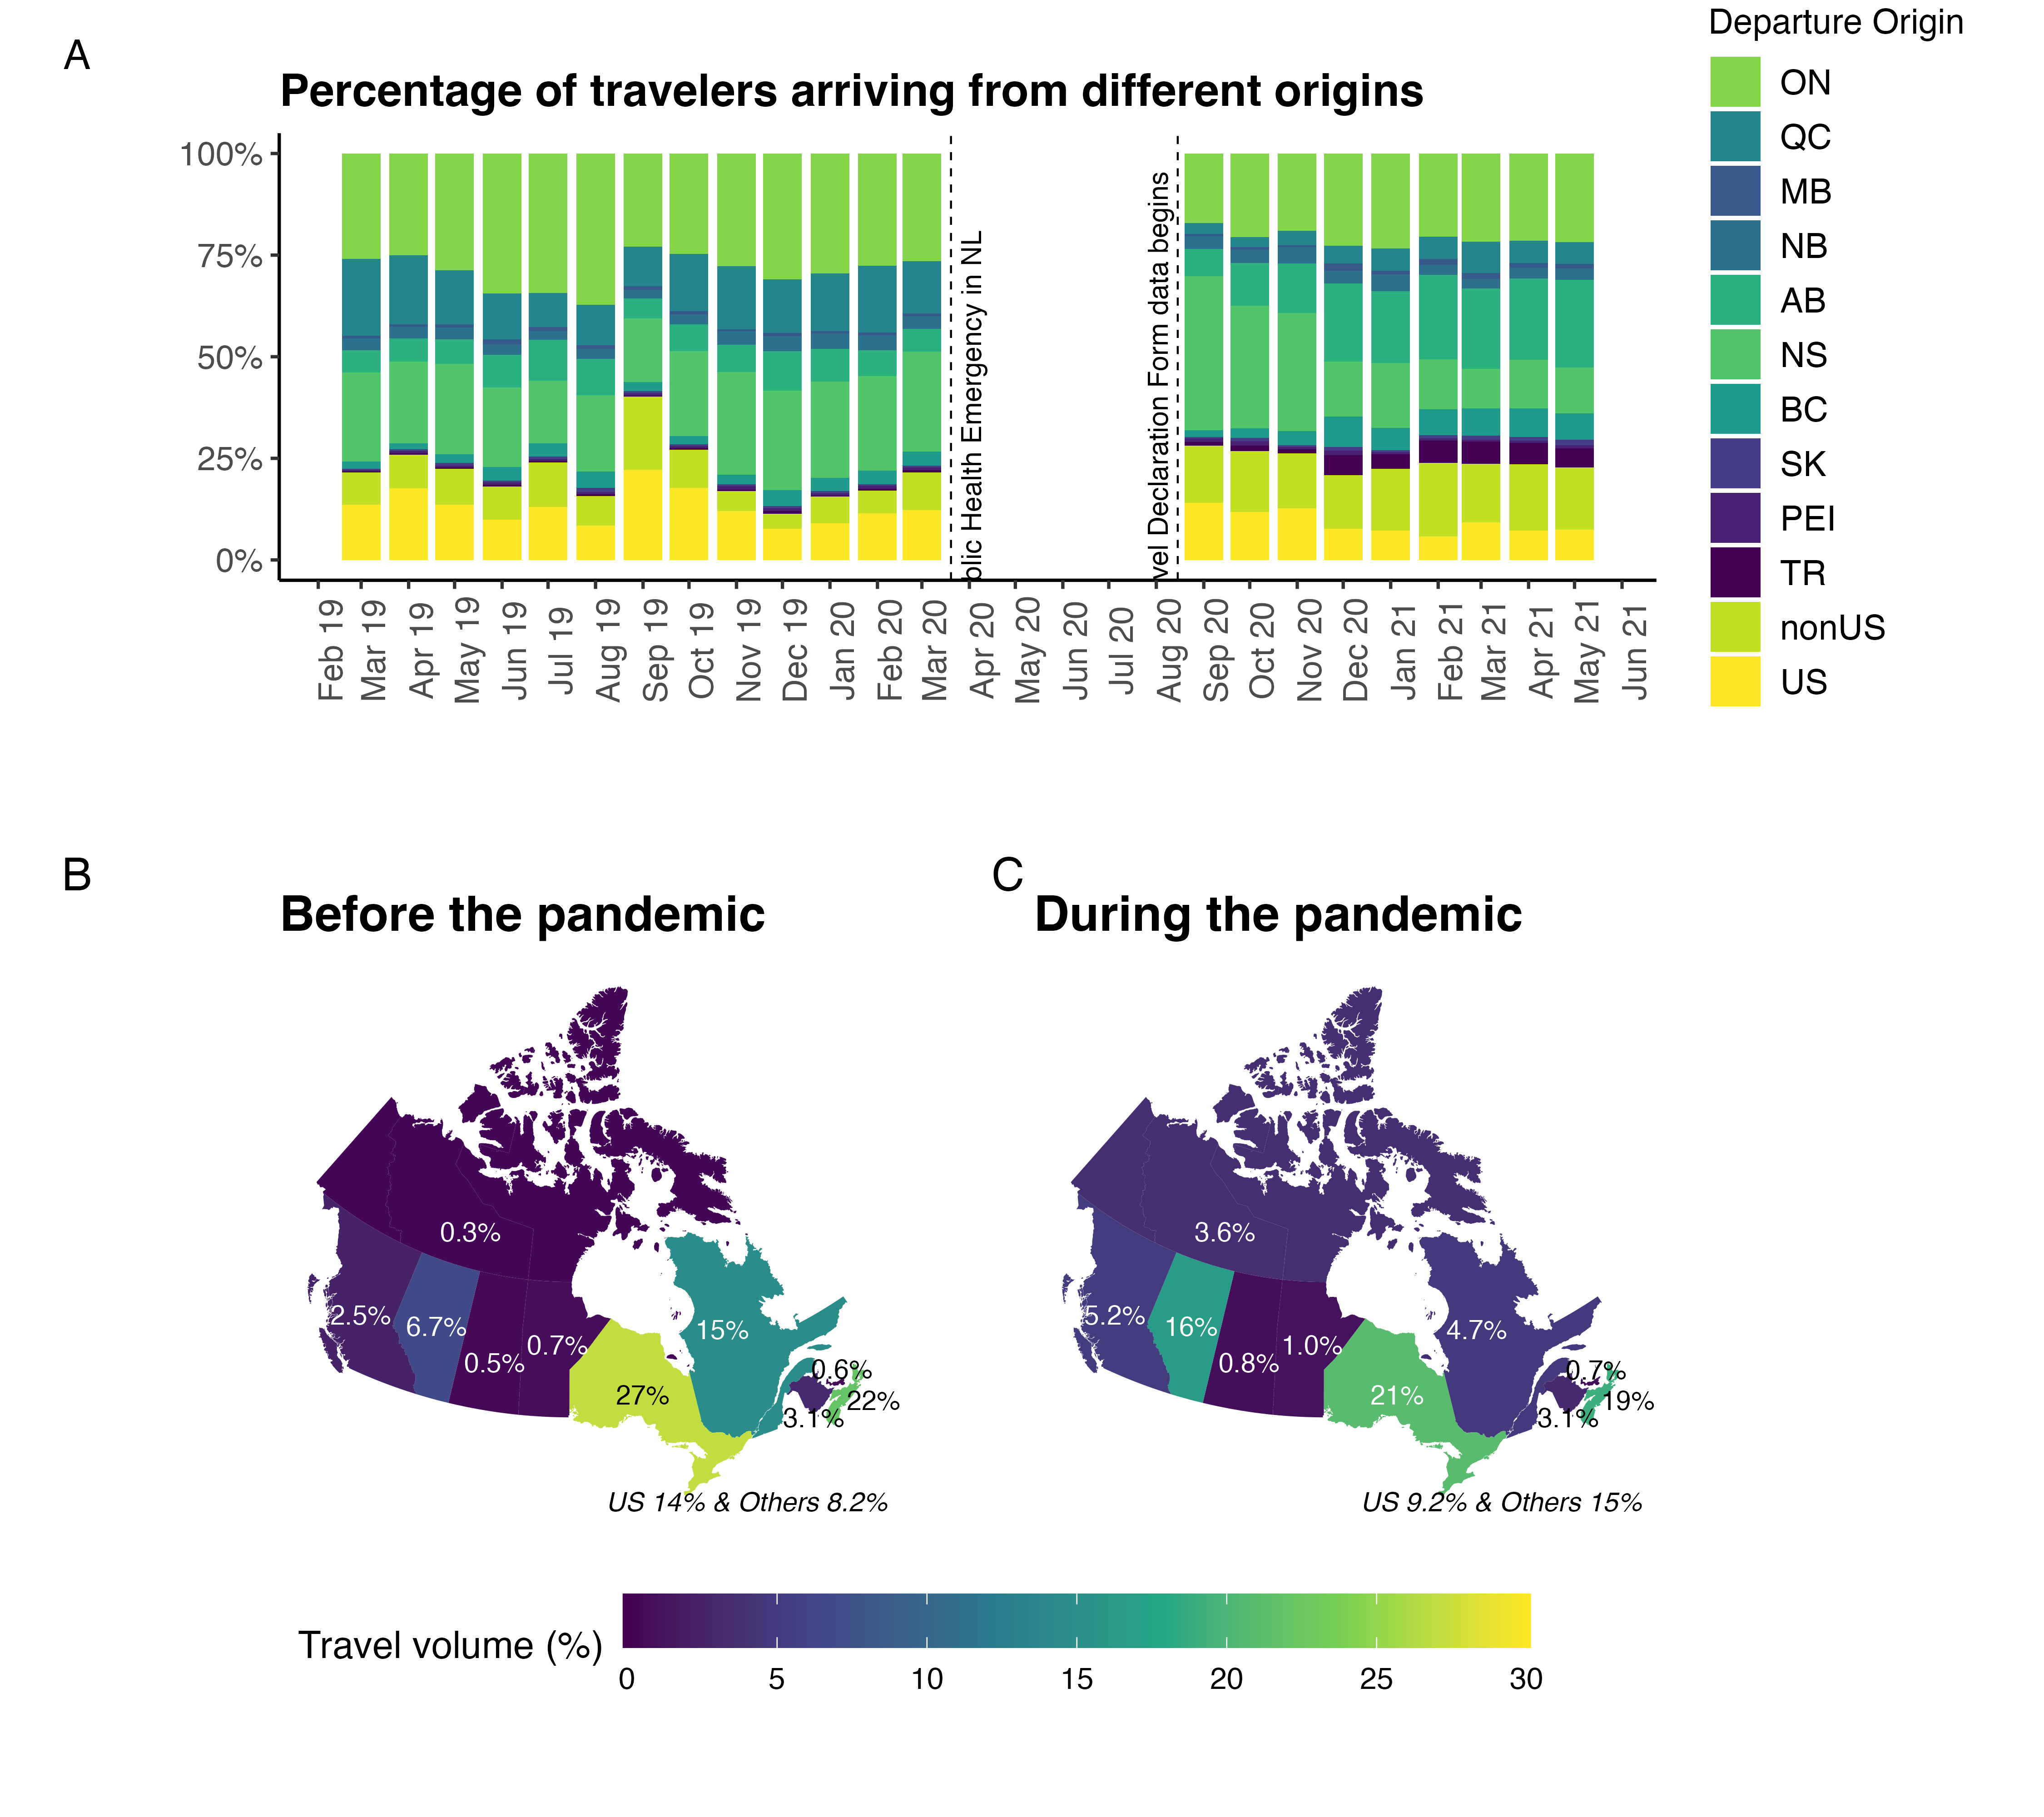 A
Percentage of travelers arriving from different origins
100%
75%
50%
25%
0%
blic Health Emergency in NL
vel Declaration Form data begins
Feb 19
Mar 19
Apr 19
May 19
Jun 19
Jul 19
Aug 19
Sep 19
Oct 19
Nov 19
Dec 19
Jan 20
Feb 20
Mar 20
Apr 20
May 20
Jun 20
Jul 20
Aug 20
Sep 20
Oct 20
Nov 20
Dec 20
Jan 21
Feb 21
Mar 21
Apr 21
May 21
Jun 21
Departure Origin
ON
QC
MB
NB
AB
NS
BC
SK
PEI
TR
nonUS
US
B
Before the pandemic
0.3%
2.5%
6.7%
0.5%
0.7%
27%
15%
0.6%
22%
3.1%
US 14% & Others 8.2%
C
During the pandemic
3.6%
5.2%
16%
0.8%
1.0%
21%
4.7%
0.7%
19%
3.1%
US 9.2% & Others 15%
Travel volume (%)
0
5
10
15
20
25
30